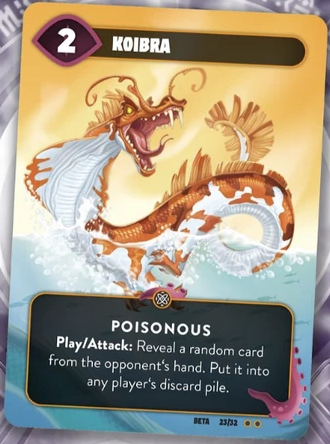 2 KOIBRA
POISONOUS
Play/Attack: Reveal a random card
from the opponent‘s hand. Put it into
any player‘s discard pile.
BETA 23/32